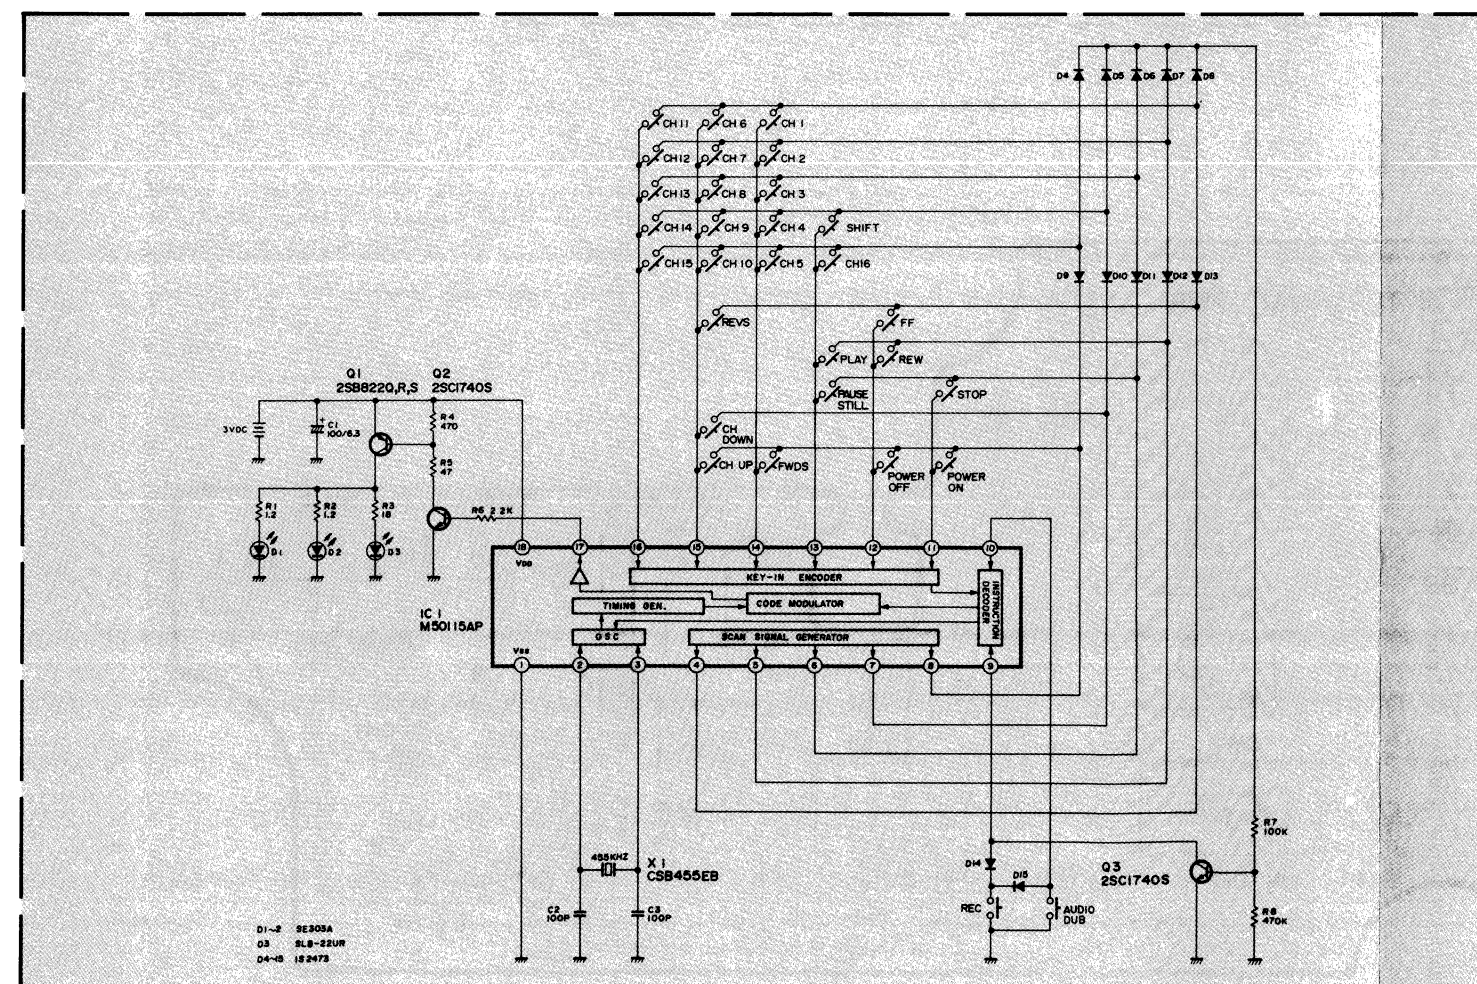 D4 D5 D6 D7 D8
CH 11 CH 6 CH 1
CH 12 CH 7 CH 2
CH 13 CH 8 CH 3
CH 14 CH 9 CH 4 SHIFT
CH 15 CH 10 CH 5 CH 16
D9 D10 D11 D12 D13
REVS FF
PLAY REW
Q1 Q2
2SB822Q,R,S 2SC1740S
PAUSE STOP
STILL
R4
470
3VDC
C1
100/6.3
+
CH
DOWN
R5
47
CH UP FWDS
POWER POWER
OFF ON
R1 R2 R3
1.2 1.2 18
R6 2.2K
D1 D2 D3
18 17 16 15 14 13 12 11 10
VDD
KEY-IN ENCODER
INSTRUCTION
DECODER
TIMING GEN. CODE MODULATOR
IC 1
M50115AP
OSC SCAN SIGNAL GENERATOR
VSS
1 2 3 4 5 6 7 8 9
R7
100K
455KHZ
X 1
CSB455EB
D14
D15
Q3
2SC1740S
C2
100P
C3
100P
REC
AUDIO
DUB
R8
470K
D1~2 SE303A
D3 SLB-22UR
D4~15 1S2473